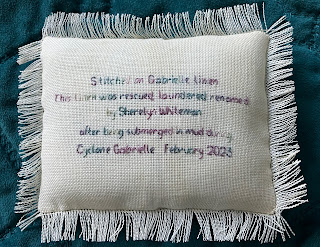 Stitched on Gabrielle linen
This linen was rescued laundered renamed
by Sherelyn Whiteman
after being submerged in mud during
Cyclone Gabrielle February 2023